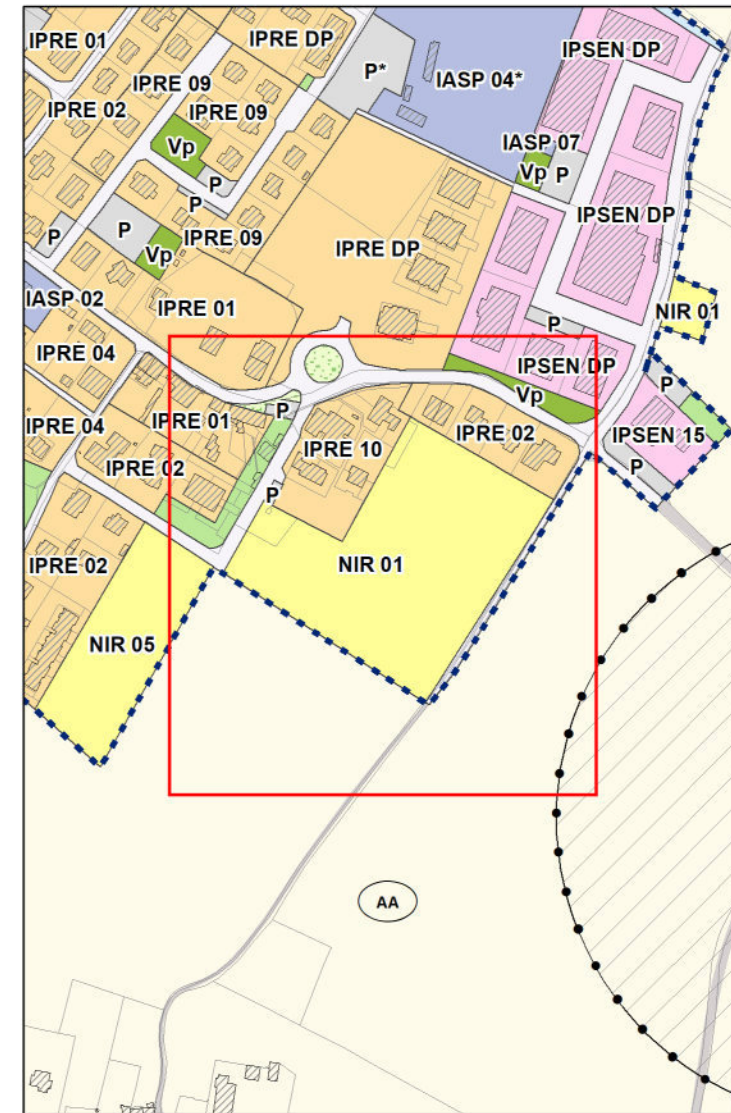 IPRE 01
IPRE DP
IPSEN DP
P*
IASP 04*
IPRE 09
IPRE 09
IPRE 02
IASP 07
Vp
Vp
P
P
P
IPSEN DP
P
P
IPRE 09
IPRE DP
Vp
IASP 02
IPRE 01
NIR 01
P
IPRE 04
IPSEN DP
P
Vp
P
IPRE 01
IPRE 04
IPRE 10
IPRE 02
IPSEN 15
IPRE 02
P
P
IPRE 02
NIR 01
NIR 05
AA